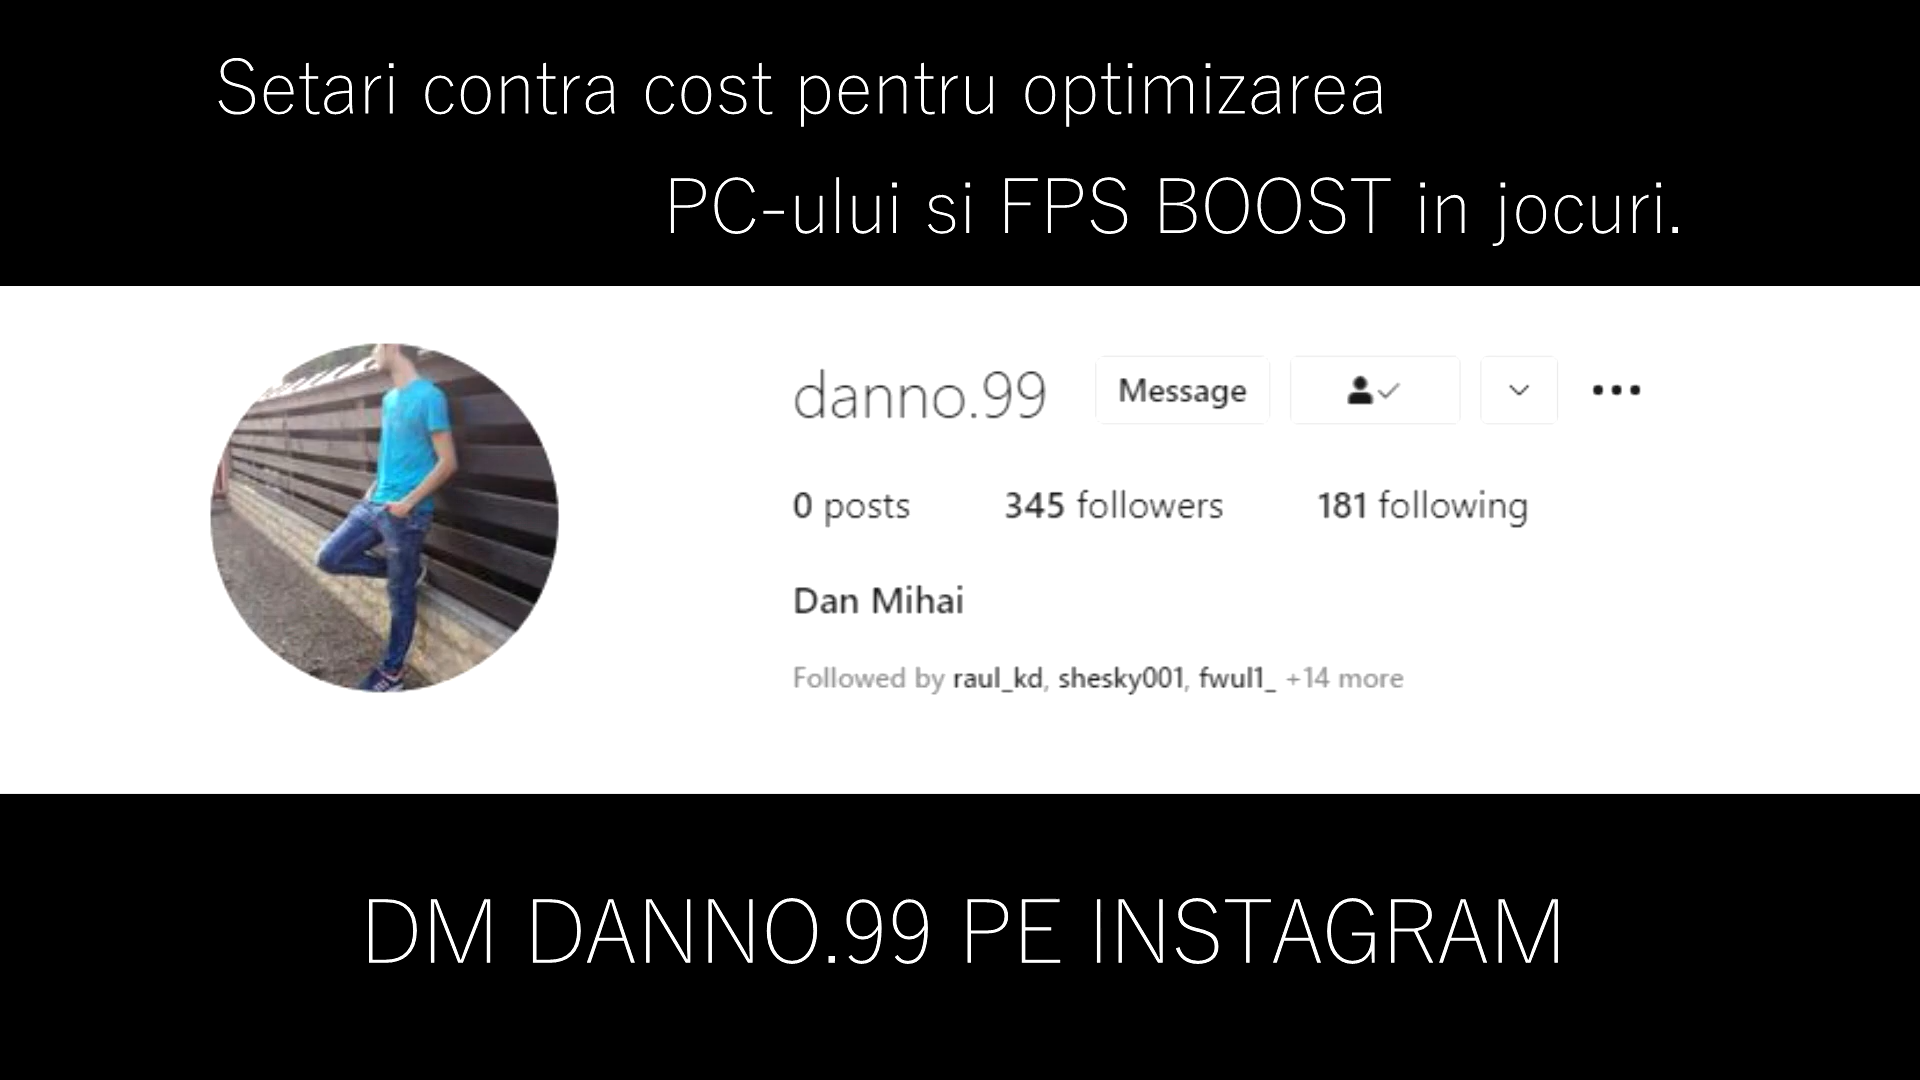 Setari contra cost pentru optimizarea
PC-ului si FPS BOOST in jocuri.
danno.99 Message
0 posts 345 followers 181 following
Dan Mihai
Followed by raul_kd, shesky001, fwul1_ +14 more
DM DANNO.99 PE INSTAGRAM